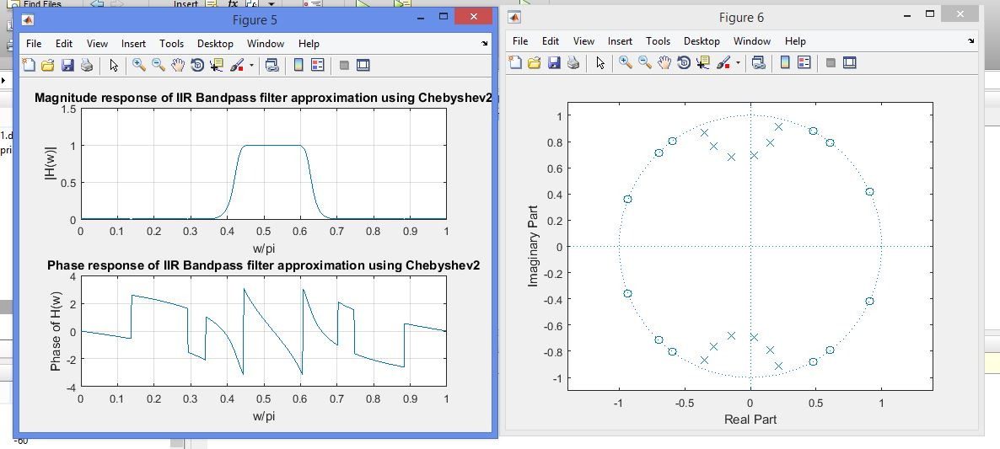 Find Files
Insert
fx
Figure 5
File Edit View Insert Tools Desktop Window Help
Magnitude response of IIR Bandpass filter approximation using Chebyshev2
|H(w)|
1.5
1
0.5
0
0 0.1 0.2 0.3 0.4 0.5 0.6 0.7 0.8 0.9 1
w/pi
Phase response of IIR Bandpass filter approximation using Chebyshev2
Phase of H(w)
4
2
0
-2
-4
0 0.1 0.2 0.3 0.4 0.5 0.6 0.7 0.8 0.9 1
w/pi
Figure 6
File Edit View Insert Tools Desktop Window Help
Imaginary Part
1
0.8
0.6
0.4
0.2
0
-0.2
-0.4
-0.6
-0.8
-1
-1 -0.5 0 0.5 1
Real Part
1.d
pri
-60